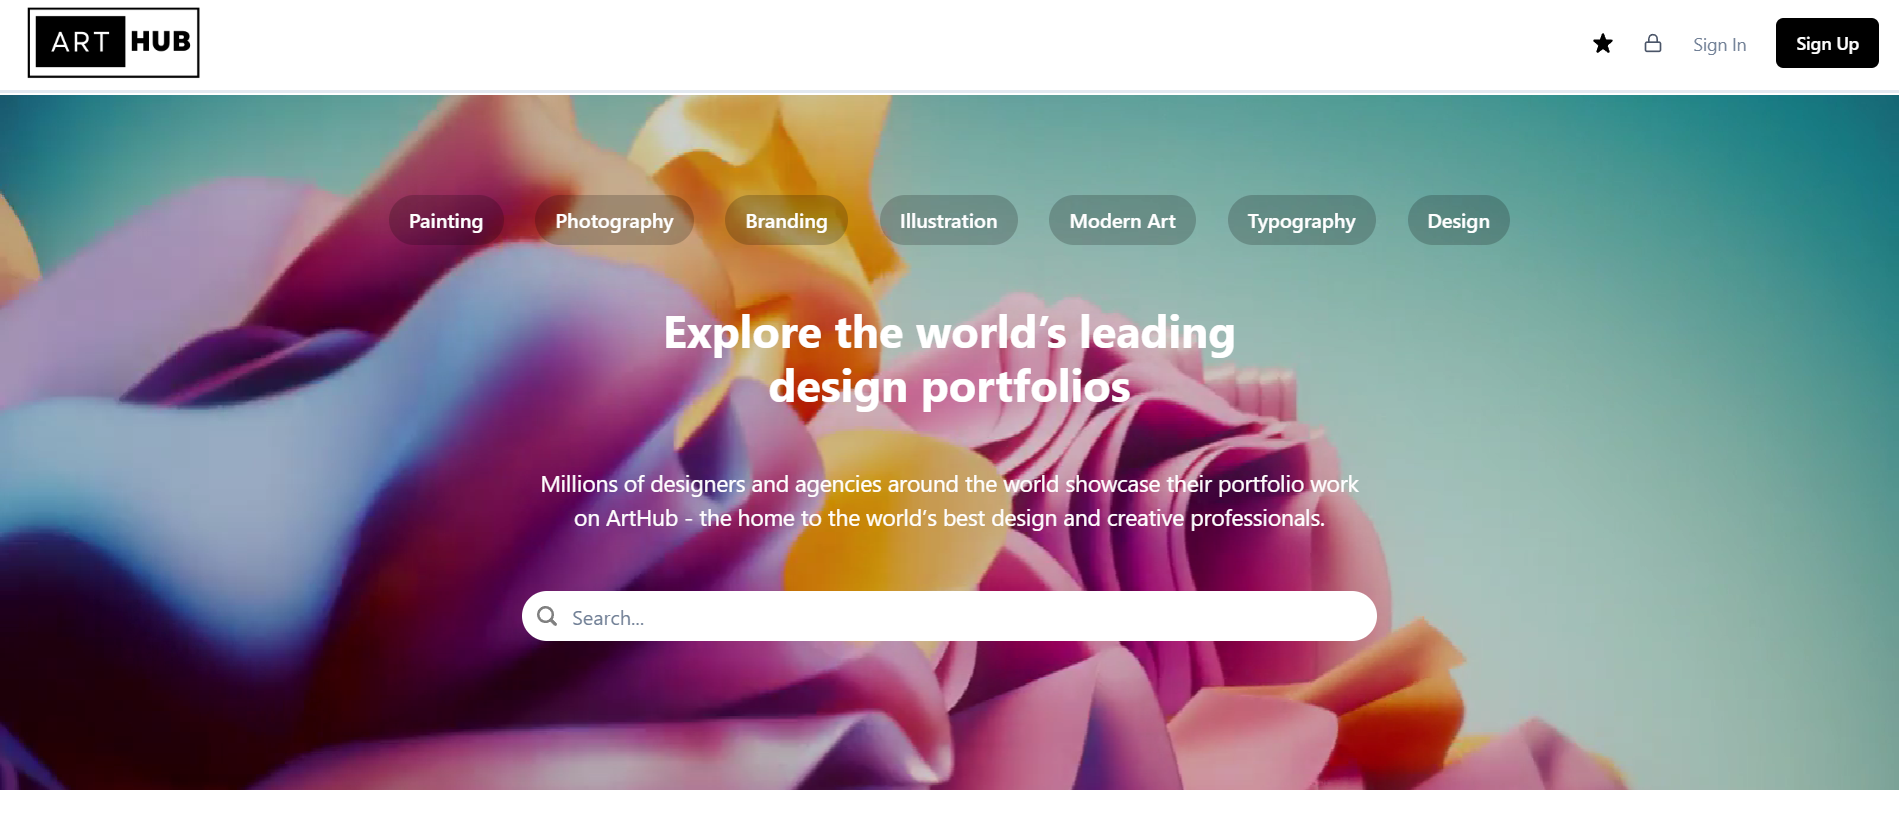 ART HUB
Sign In
Sign Up
Painting
Photography
Branding
Illustration
Modern Art
Typography
Design
Explore the world’s leading
design portfolios
Millions of designers and agencies around the world showcase their portfolio work
on ArtHub - the home to the world’s best design and creative professionals.
Search...